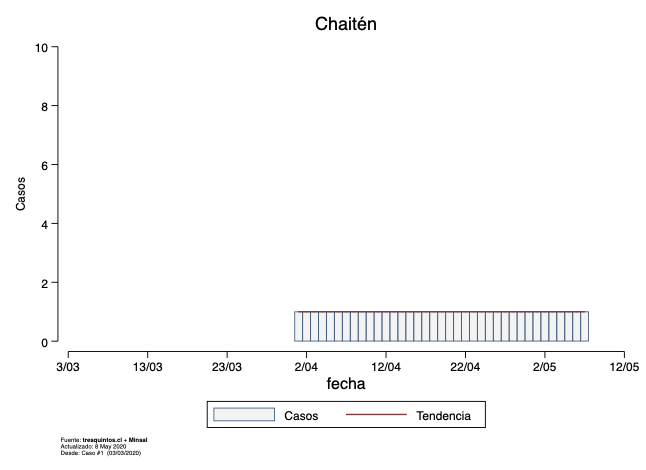 Chaitén
10
8
6
4
2
0
Casos
3/03 13/03 23/03 2/04 12/04 22/04 2/05 12/05
fecha
Casos Tendencia
Fuente: tresquintos.cl + Minsal
Actualizado: 8 May 2020
Desde: Caso #1 (03/03/2020)